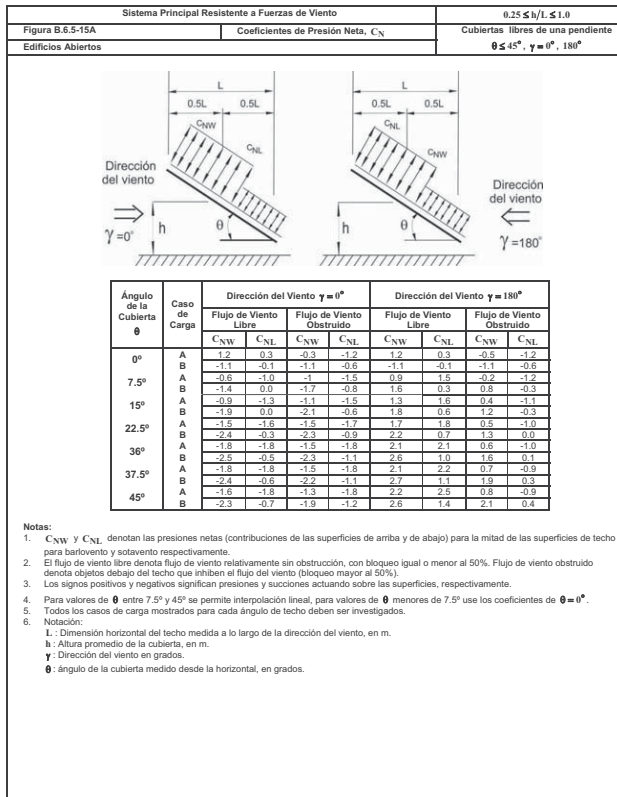 Sistema Principal Resistente a Fuerzas de Viento
0.25 ≤ h/L ≤ 1.0
Figura B.6.5-15A
Coeficientes de Presión Neta, C_N
Cubiertas libres de una pendiente
Edificios Abiertos
θ ≤ 45°, γ = 0°, 180°
L
0.5L 0.5L
C_NW
C_NL
Dirección del viento
γ =0°
h
θ
L
0.5L 0.5L
C_NL
C_NW
Dirección del viento
γ =180°
h
θ
Ángulo de la Cubierta θ
Caso de Carga
Dirección del Viento γ = 0°
Dirección del Viento γ = 180°
Flujo de Viento Libre
Flujo de Viento Obstruido
Flujo de Viento Libre
Flujo de Viento Obstruido
C_NW C_NL C_NW C_NL C_NW C_NL C_NW C_NL
0º A 1.2 0.3 -0.3 -1.2 1.2 0.3 -0.5 -1.2
B -1.1 -0.1 -1.1 -0.6 -1.1 -0.1 -1.1 -0.6
7.5º A -0.6 -1.0 -1 -1.5 0.9 1.5 -0.2 -1.2
B -1.4 0.0 -1.7 -0.8 1.6 0.3 0.8 -0.3
15º A -0.9 -1.3 -1.1 -1.5 1.3 1.6 0.4 -1.1
B -1.9 0.0 -2.1 -0.6 1.8 0.6 1.2 -0.3
22.5º A -1.5 -1.6 -1.5 -1.7 1.7 1.8 0.5 -1.0
B -2.4 -0.3 -2.3 -0.9 2.2 0.7 1.3 0.0
36º A -1.8 -1.8 -1.5 -1.8 2.1 2.1 0.6 -1.0
B -2.5 -0.5 -2.3 -1.1 2.6 1.0 1.6 0.1
37.5º A -1.8 -1.8 -1.5 -1.8 2.1 2.2 0.7 -0.9
B -2.4 -0.6 -2.2 -1.1 2.7 1.1 1.9 0.3
45º A -1.6 -1.8 -1.3 -1.8 2.2 2.5 0.8 -0.9
B -2.3 -0.7 -1.9 -1.2 2.6 1.4 2.1 0.4
Notas:
1. C_NW y C_NL denotan las presiones netas (contribuciones de las superficies de arriba y de abajo) para la mitad de las superficies de techo
para barlovento y sotavento respectivamente.
2. El flujo de viento libre denota flujo de viento relativamente sin obstrucción, con bloqueo igual o menor al 50%. Flujo de viento obstruido
denota objetos debajo del techo que inhiben el flujo del viento (bloqueo mayor al 50%).
3. Los signos positivos y negativos significan presiones y succiones actuando sobre las superficies, respectivamente.
4. Para valores de θ entre 7.5º y 45º se permite interpolación lineal, para valores de θ menores de 7.5º use los coeficientes de θ = 0°.
5. Todos los casos de carga mostrados para cada ángulo de techo deben ser investigados.
6. Notación:
L : Dimensión horizontal del techo medida a lo largo de la dirección del viento, en m.
h : Altura promedio de la cubierta, en m.
γ : Dirección del viento en grados.
θ : ángulo de la cubierta medido desde la horizontal, en grados.